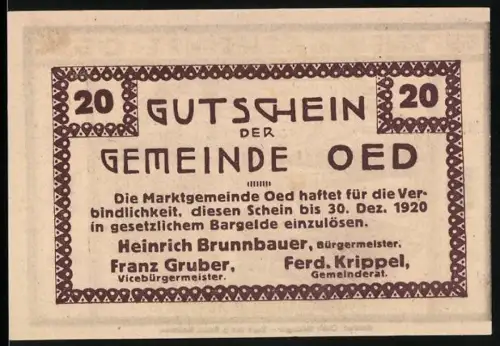 20 GUTSCHEIN 20
DER
GEMEINDE OED
Die Marktgemeinde Oed haftet für die Ver-
bindlichkeit, diesen Schein bis 30. Dez. 1920
in gesetzlichem Bargelde einzulösen.
Heinrich Brunnbauer, Bürgermeister.
Franz Gruber, Ferd. Krippel,
Vicebürgermeister. Gemeinderat.